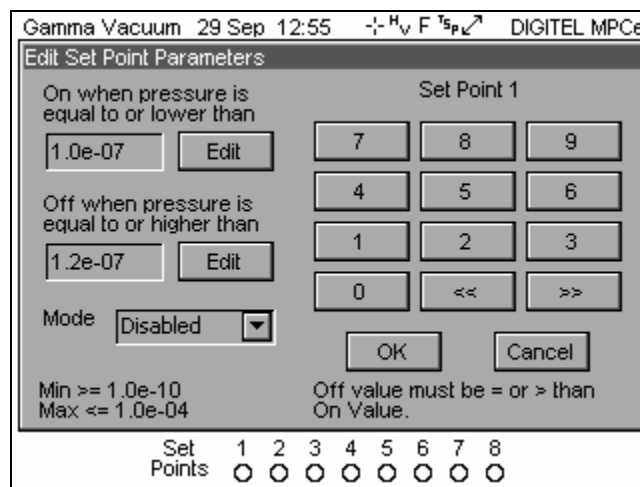 Gamma Vacuum 29 Sep 12:55 HV F TSP DIGITEL MPCe
Edit Set Point Parameters
On when pressure is
equal to or lower than
1.0e-07 Edit
Off when pressure is
equal to or higher than
1.2e-07 Edit
Mode Disabled
Min >= 1.0e-10
Max <= 1.0e-04
Set Point 1
7 8 9
4 5 6
1 2 3
0 << >>
OK Cancel
Off value must be = or > than
On Value.
Set 1 2 3 4 5 6 7 8
Points